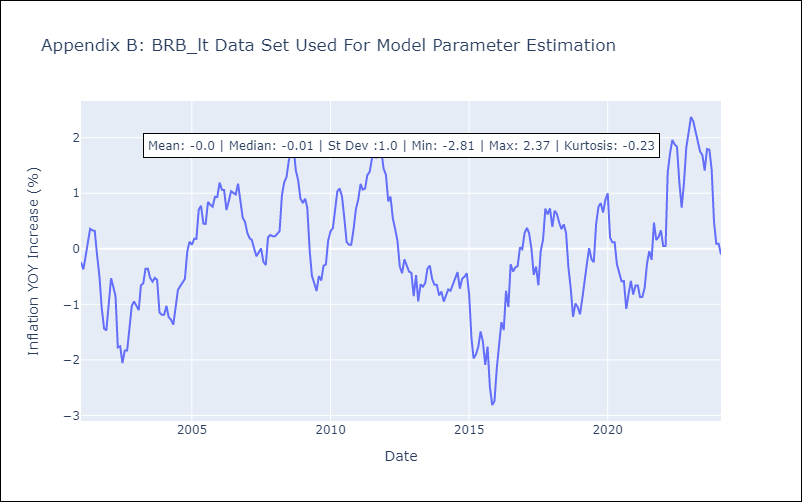 Appendix B: BRB_lt Data Set Used For Model Parameter Estimation
Mean: -0.0 | Median: -0.01 | St Dev :1.0 | Min: -2.81 | Max: 2.37 | Kurtosis: -0.23
Inflation YOY Increase (%)
2
1
0
−1
−2
−3
2005
2010
2015
2020
Date